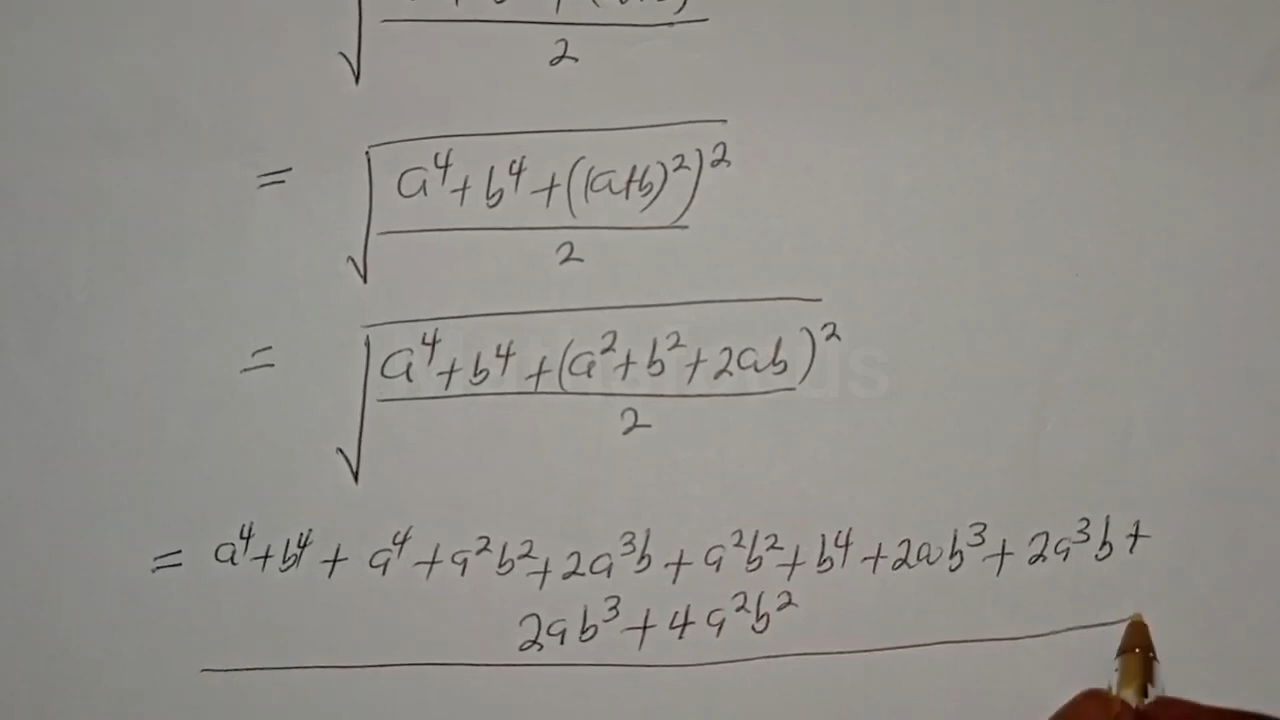 2
= √ a⁴+b⁴+((a+b)²)²
2
= √ a⁴+b⁴+(a²+b²+2ab)²
2
= a⁴+b⁴+ a⁴+a²b²+2a³b+a²b²+b⁴+2ab³+2a³b+
2ab³+4a²b²